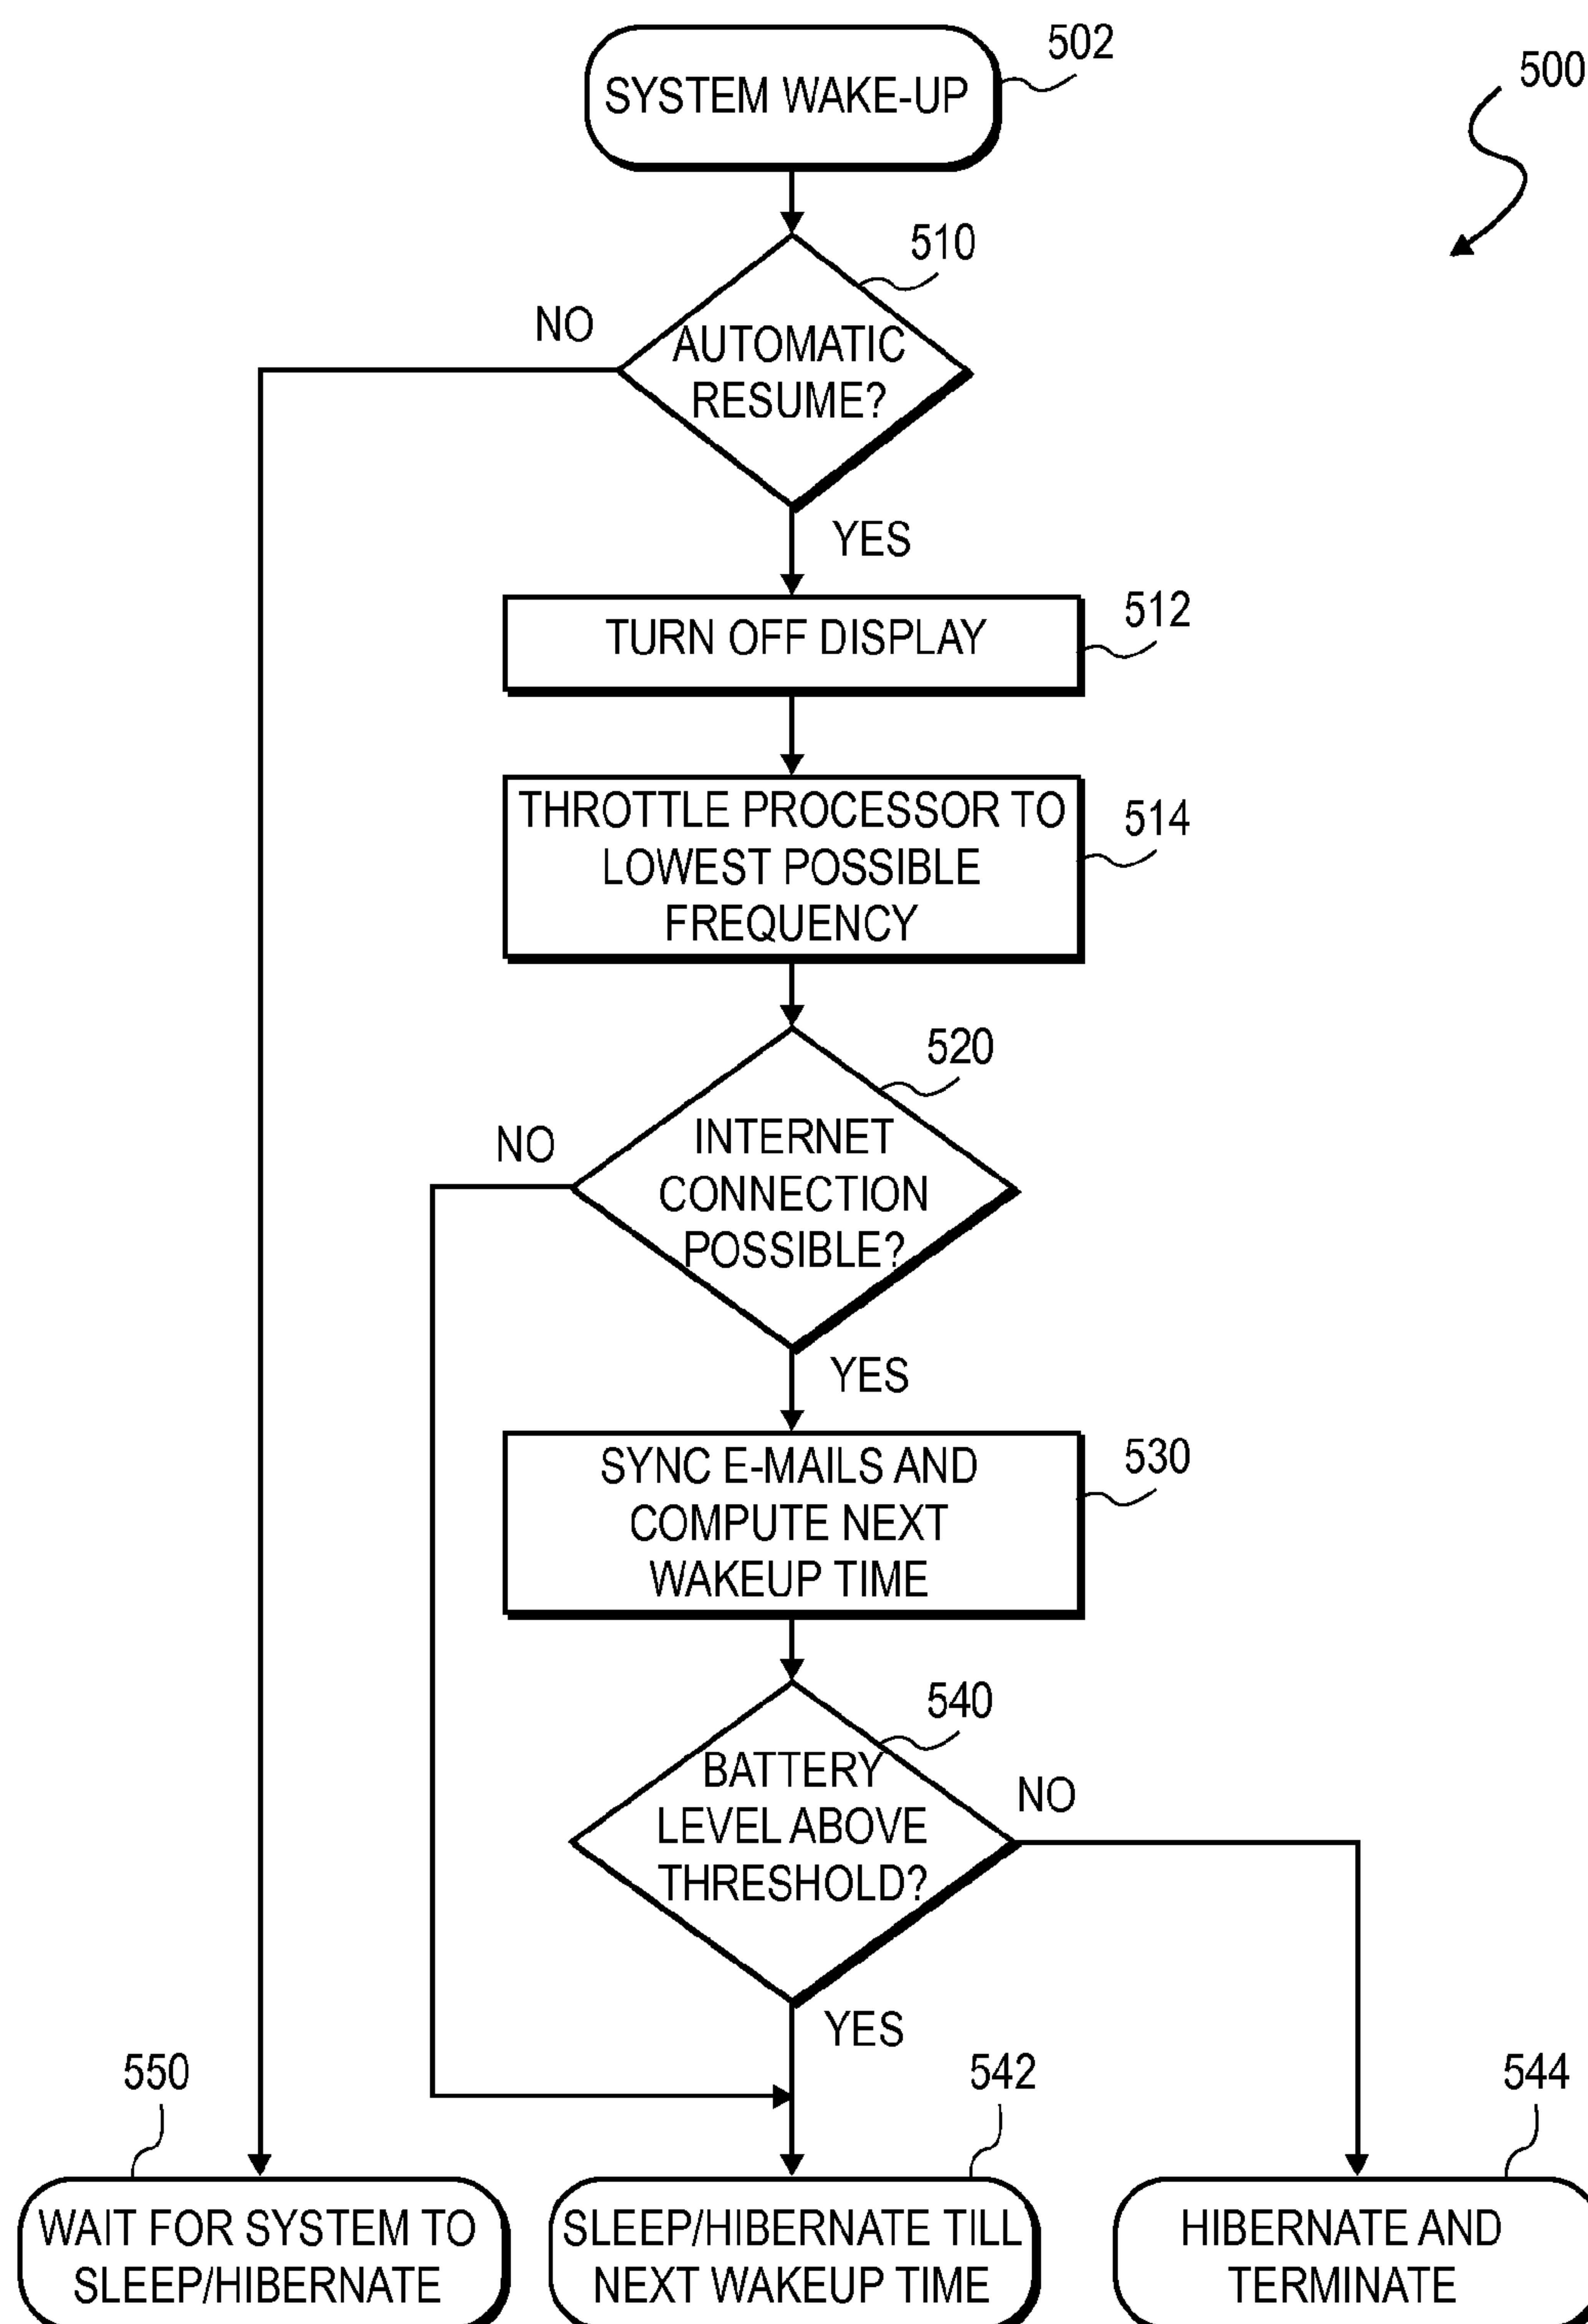 502
SYSTEM WAKE-UP
500
510
NO
AUTOMATIC
RESUME?
YES
512
TURN OFF DISPLAY
514
THROTTLE PROCESSOR TO
LOWEST POSSIBLE
FREQUENCY
520
NO
INTERNET
CONNECTION
POSSIBLE?
YES
530
SYNC E-MAILS AND
COMPUTE NEXT
WAKEUP TIME
540
BATTERY
LEVEL ABOVE
THRESHOLD?
NO
YES
550
542
544
WAIT FOR SYSTEM TO
SLEEP/HIBERNATE
SLEEP/HIBERNATE TILL
NEXT WAKEUP TIME
HIBERNATE AND
TERMINATE